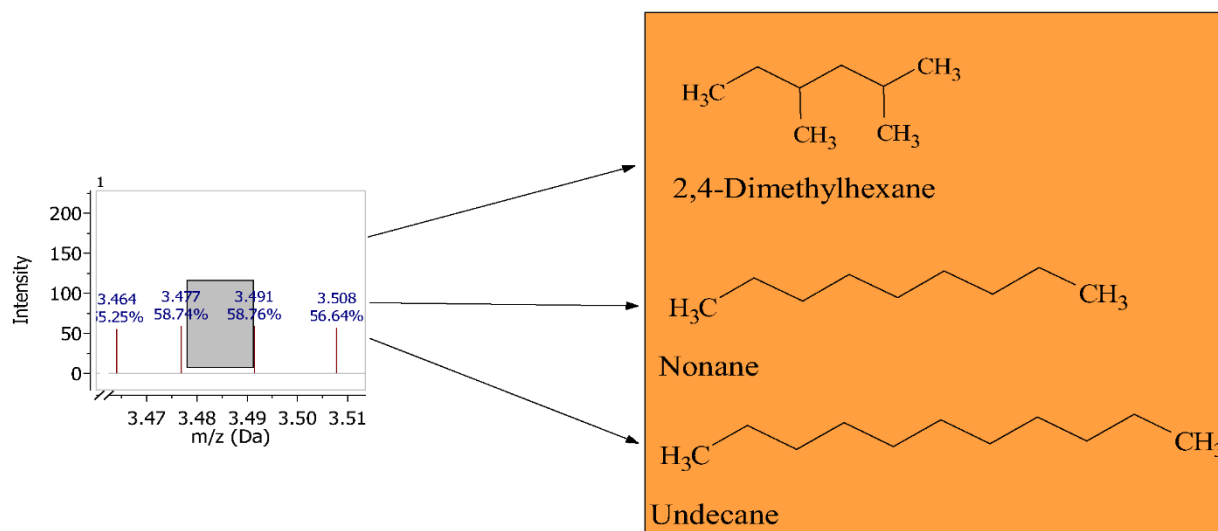 1
Intensity
200
150
100
50
0
3.464
5.25%
3.477
58.74%
3.491
58.76%
3.508
56.64%
3.47 3.48 3.49 3.50 3.51
m/z (Da)
H₃C
CH₃
CH₃
CH₃
2,4-Dimethylhexane
H₃C
CH₃
Nonane
H₃C
CH₃
Undecane